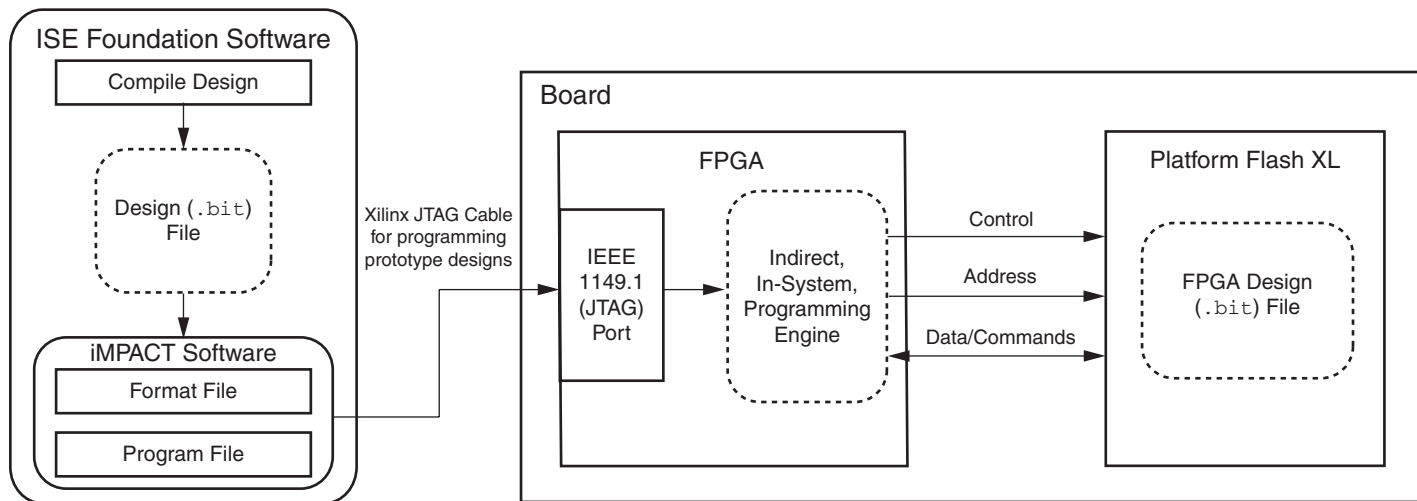 ISE Foundation Software
Compile Design
Design (.bit)
File
iMPACT Software
Format File
Program File
Xilinx JTAG Cable
for programming
prototype designs
Board
FPGA
IEEE
1149.1
(JTAG)
Port
Indirect,
In-System,
Programming
Engine
Control
Address
Data/Commands
Platform Flash XL
FPGA Design
(.bit) File